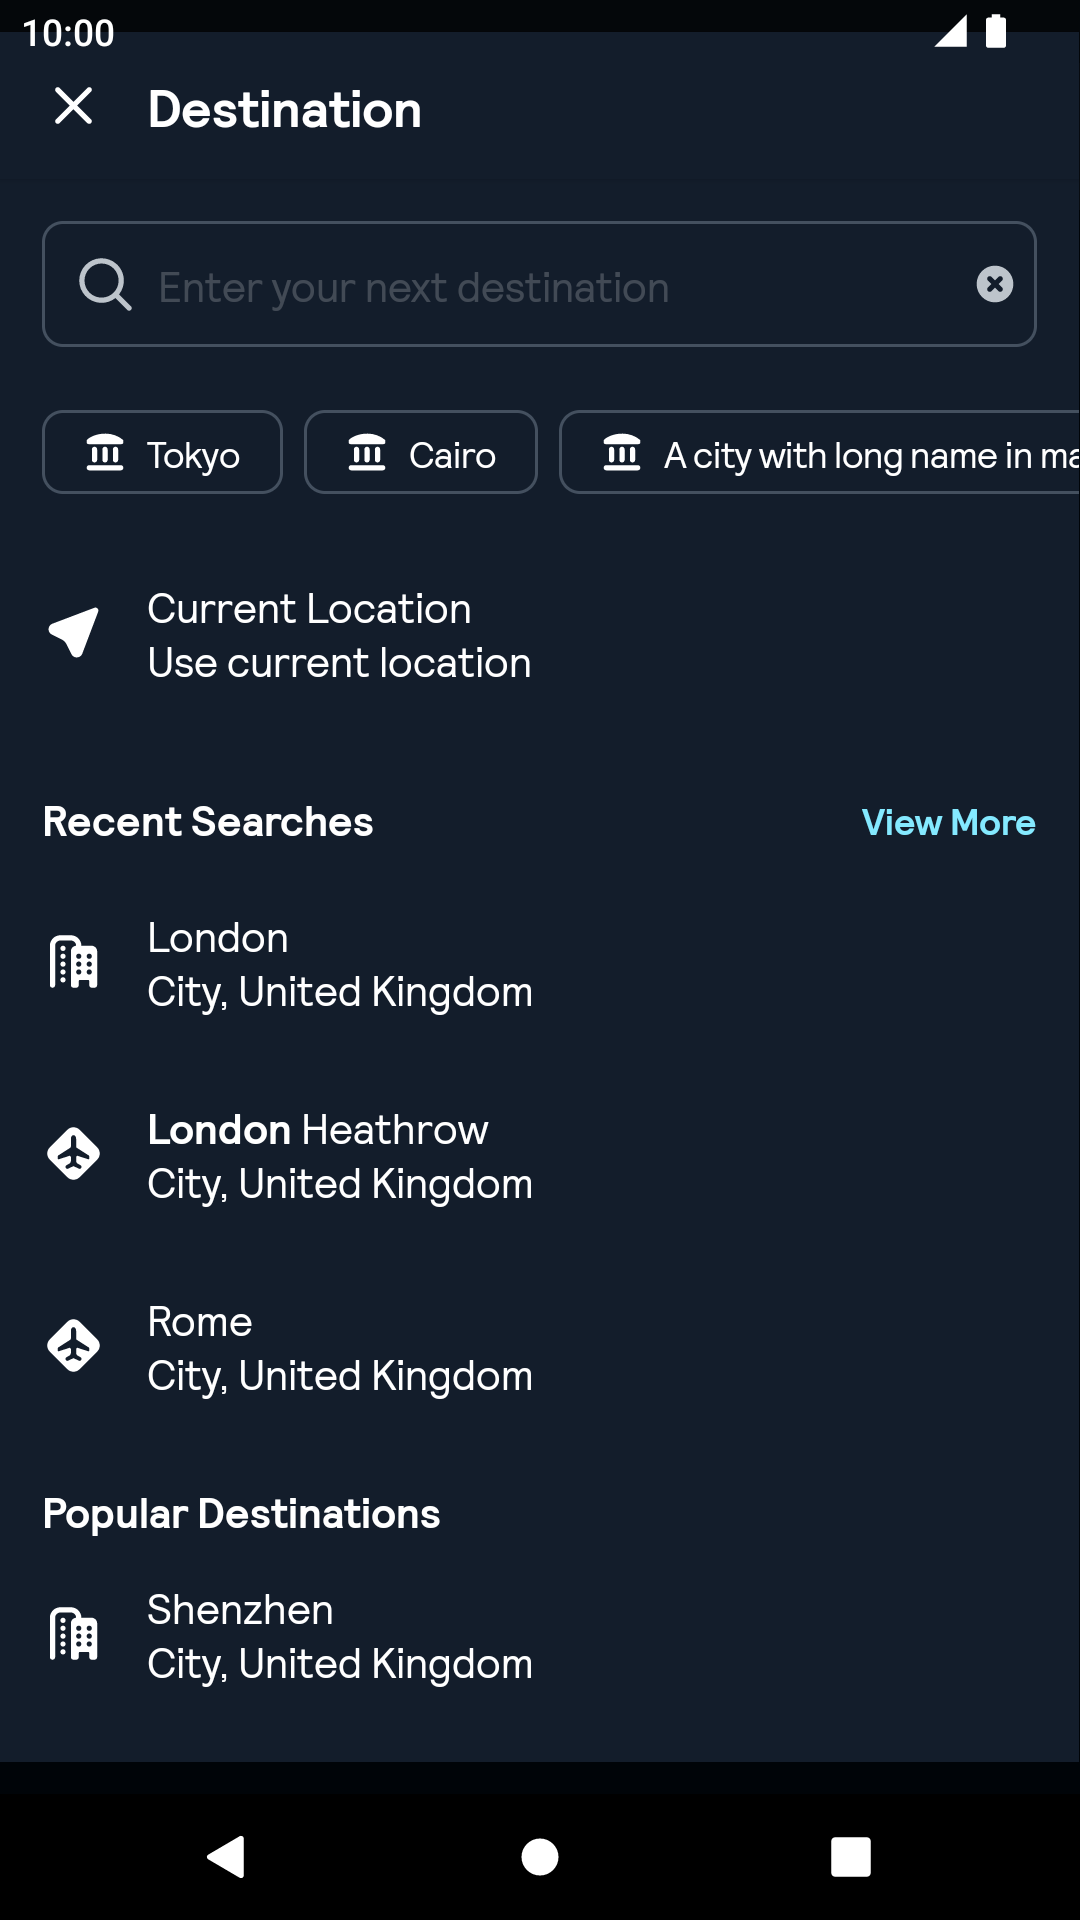 10:00
Destination
Enter your next destination
Tokyo
Cairo
A city with long name in ma
Current Location
Use current location
Recent Searches
View More
London
City, United Kingdom
London Heathrow
City, United Kingdom
Rome
City, United Kingdom
Popular Destinations
Shenzhen
City, United Kingdom